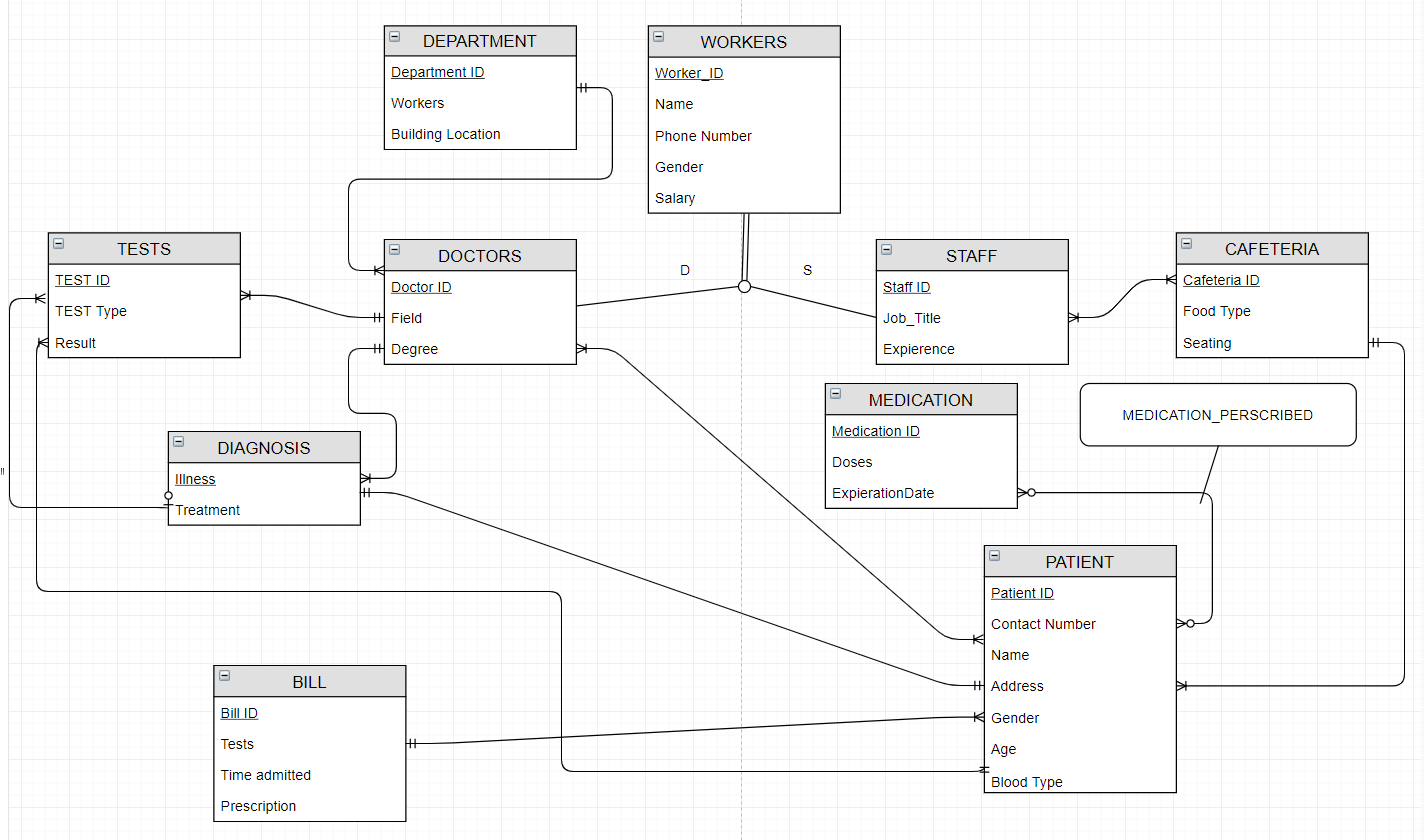 DEPARTMENT
Department ID
Workers
Building Location
WORKERS
Worker_ID
Name
Phone Number
Gender
Salary
TESTS
TEST ID
TEST Type
Result
DOCTORS
Doctor ID
Field
Degree
D
S
STAFF
Staff ID
Job_Title
Expierence
CAFETERIA
Cafeteria ID
Food Type
Seating
MEDICATION
Medication ID
Doses
ExpierationDate
MEDICATION_PERSCRIBED
DIAGNOSIS
Illness
Treatment
"
PATIENT
Patient ID
Contact Number
Name
Address
Gender
Age
Blood Type
BILL
Bill ID
Tests
Time admitted
Prescription